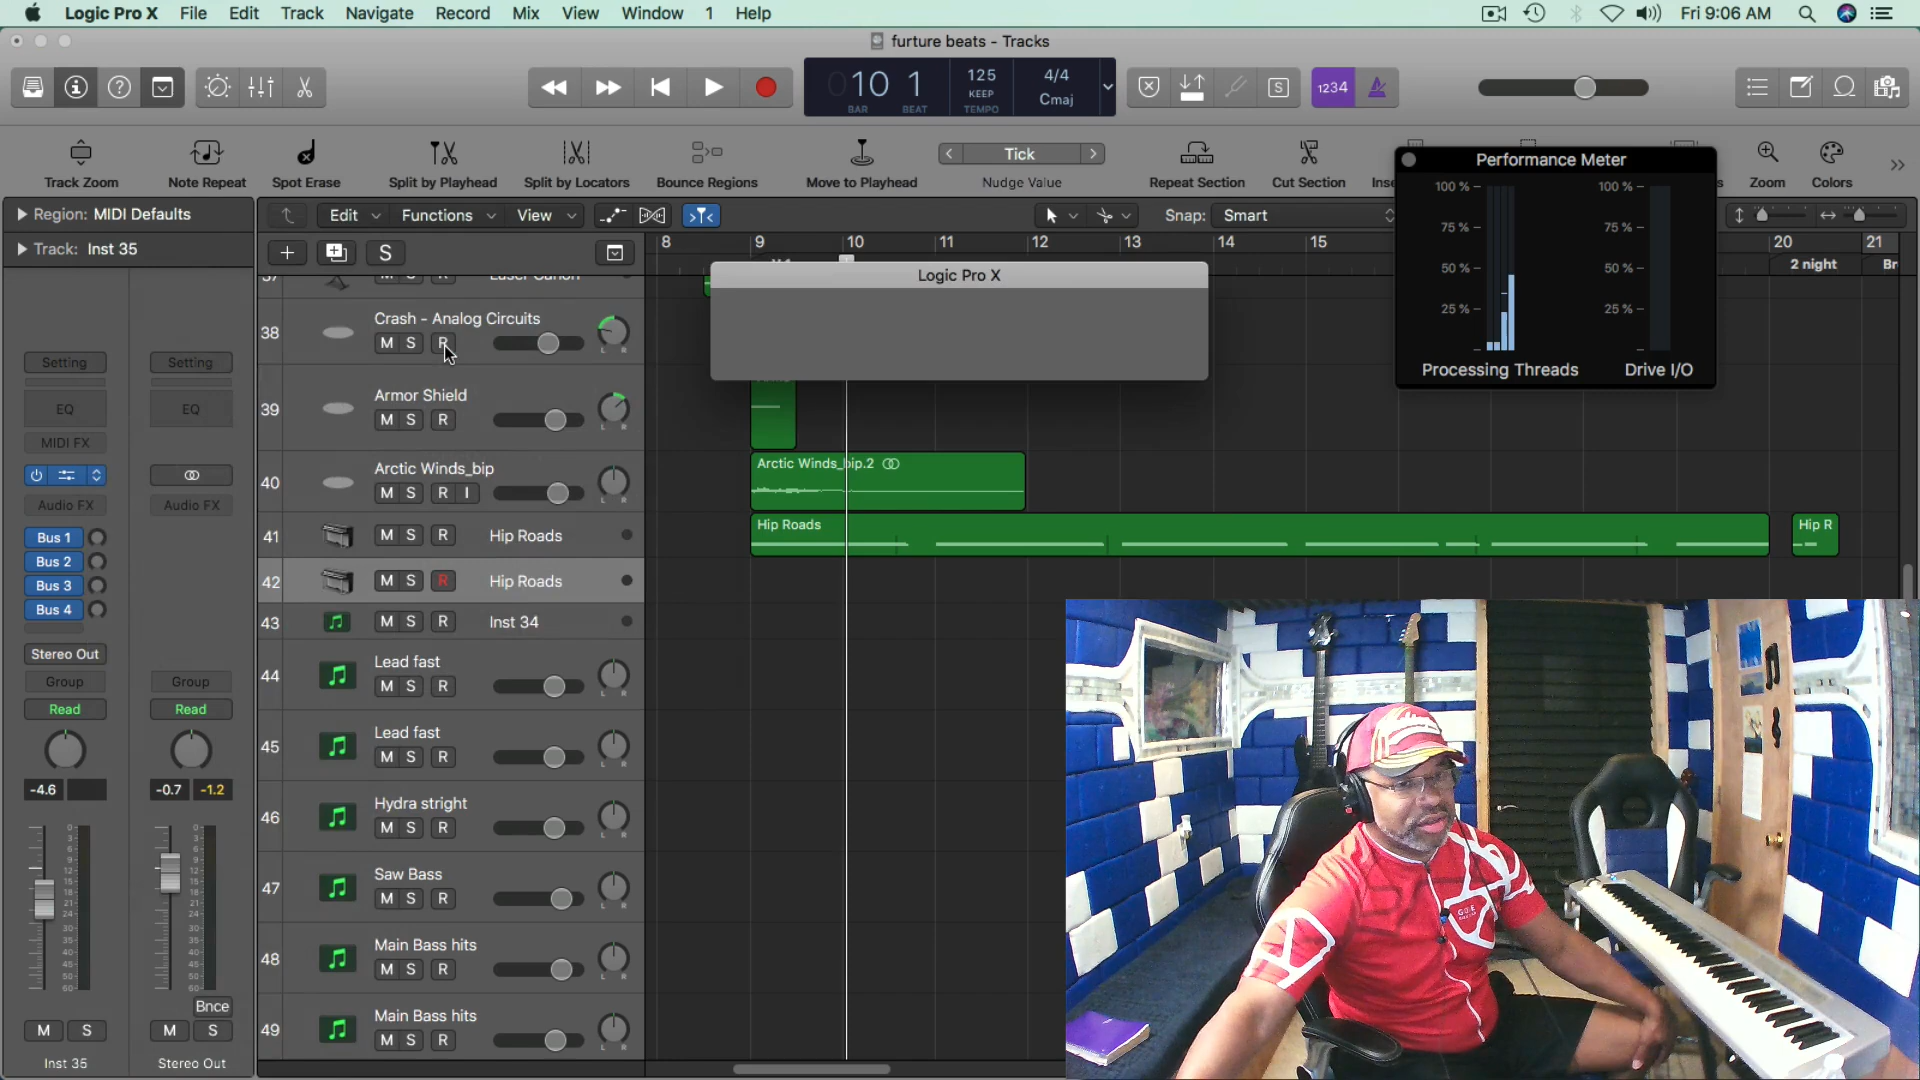 Logic Pro X File Edit Track Navigate Record Mix View Window 1 Help Fri 9:06 AM
furture beats - Tracks
10 1 125 KEEP 4/4 Cmaj
BAR BEAT TEMPO
S 1234
Tick
Track Zoom Note Repeat Spot Erase Split by Playhead Split by Locators Bounce Regions Move to Playhead Nudge Value Repeat Section Cut Section Zoom Colors
Performance Meter
100 % 100 %
75 % 75 %
50 % 50 %
25 % 25 %
Processing Threads Drive I/O
Region: MIDI Defaults
Track: Inst 35
Edit Functions View Snap: Smart
S
8 9 10 11 12 13 14 15 20 21
2 night
Logic Pro X
38 Crash - Analog Circuits
M S R
39 Armor Shield
M S R
40 Arctic Winds_bip
M S R I
Arctic Winds_bip.2
41 M S R Hip Roads
Hip Roads Hip R
42 M S R Hip Roads
43 M S R Inst 34
44 Lead fast
M S R
45 Lead fast
M S R
46 Hydra stright
M S R
47 Saw Bass
M S R
48 Main Bass hits
M S R
49 Main Bass hits
M S R
Setting Setting
EQ EQ
MIDI FX
Audio FX Audio FX
Bus 1
Bus 2
Bus 3
Bus 4
Stereo Out
Group Group
Read Read
-4.6 -0.7 -1.2
Bnce
M S M S
Inst 35 Stereo Out